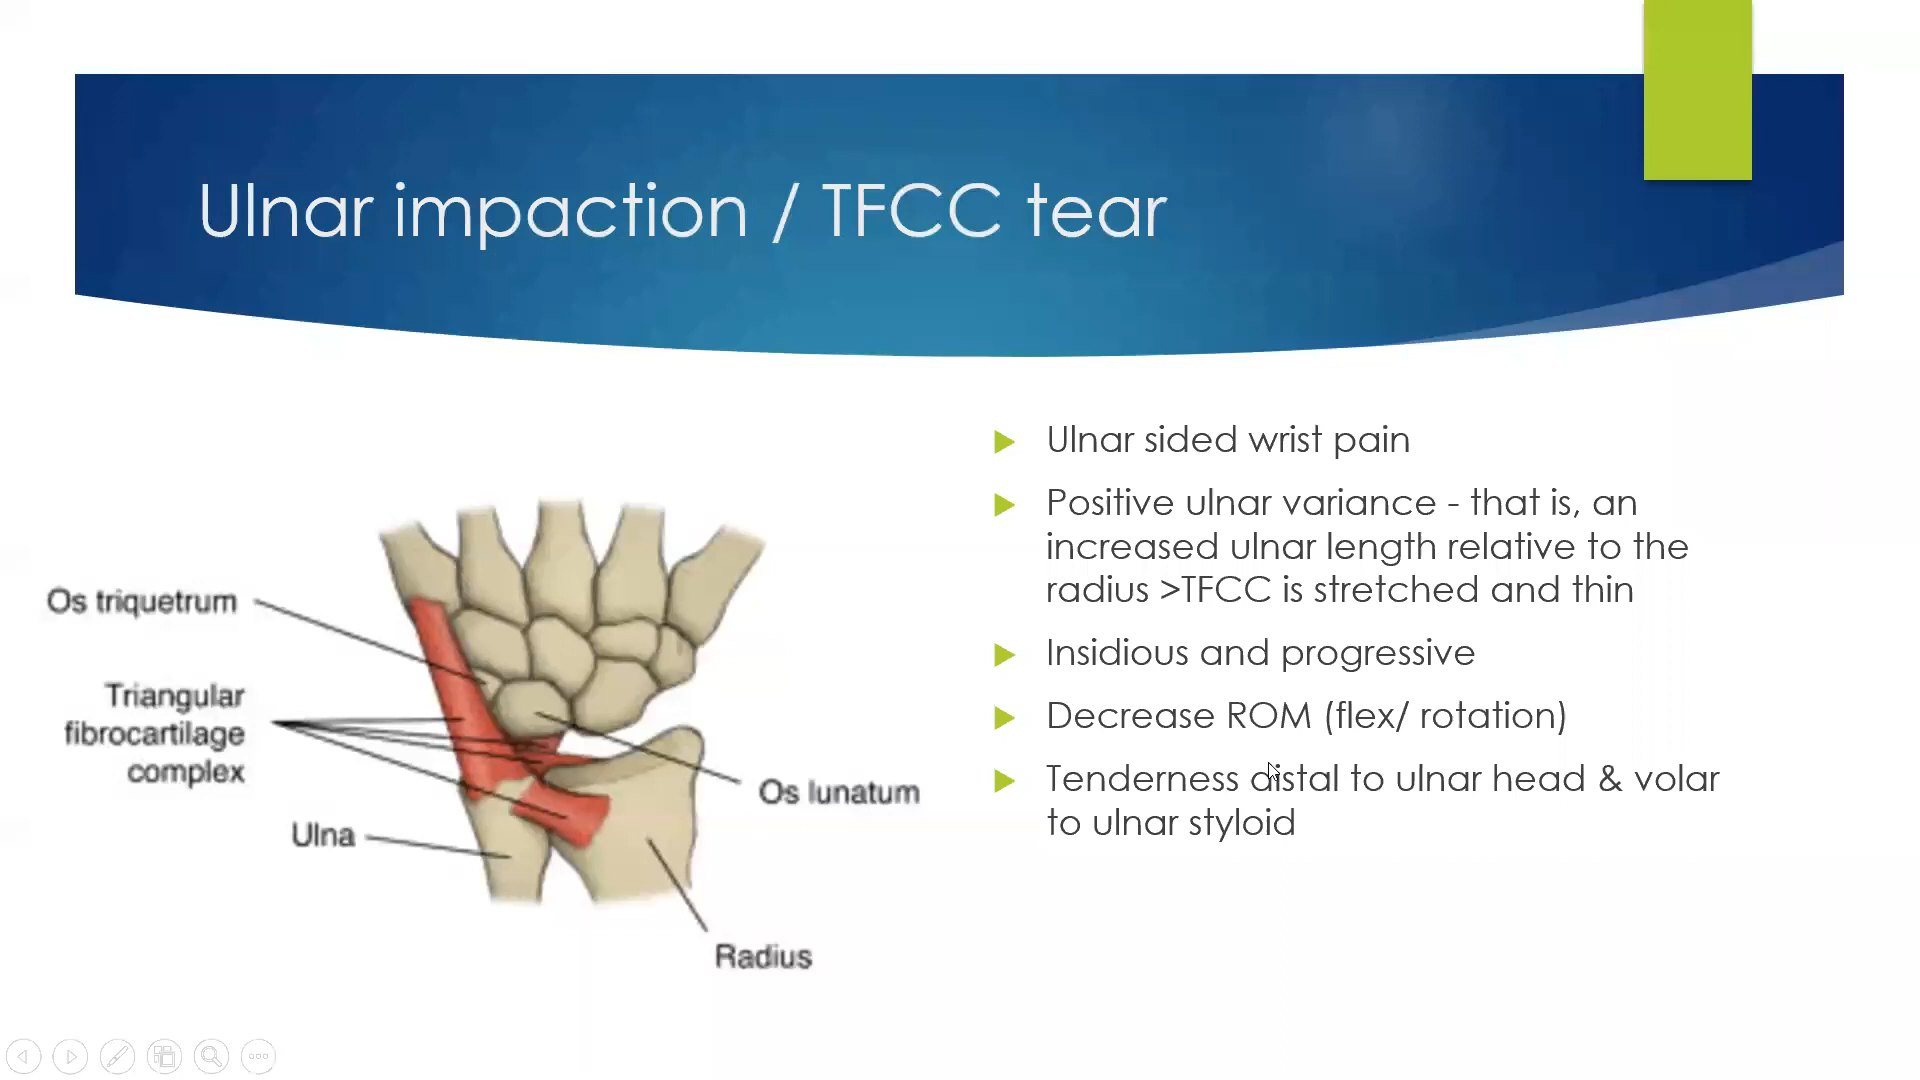 Ulnar impaction / TFCC tear
Os triquetrum
Triangular
fibrocartilage
complex
Ulna
Os lunatum
Radius
Ulnar sided wrist pain
Positive ulnar variance - that is, an
increased ulnar length relative to the
radius >TFCC is stretched and thin
Insidious and progressive
Decrease ROM (flex/ rotation)
Tenderness distal to ulnar head & volar
to ulnar styloid